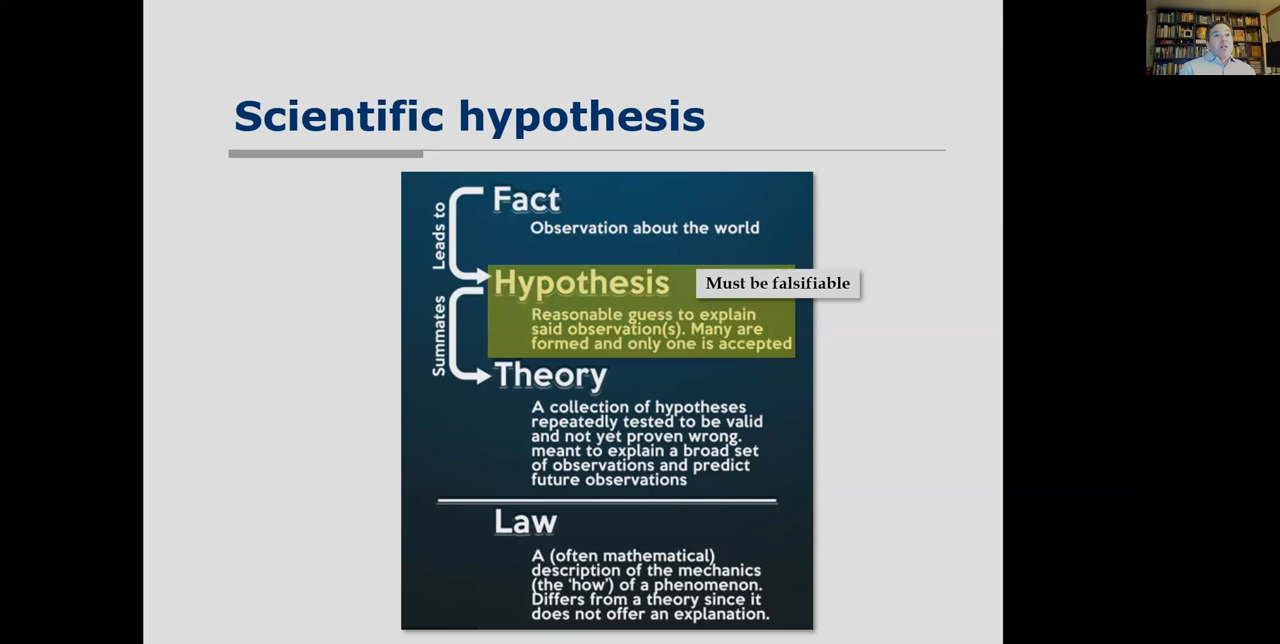 Scientific hypothesis
Leads to
Fact
Observation about the world
Hypothesis
Must be falsifiable
Reasonable guess to explain
said observation(s). Many are
formed and only one is accepted
Summates
Theory
A collection of hypotheses
repeatedly tested to be valid
and not yet proven wrong.
meant to explain a broad set
of observations and predict
future observations
Law
A (often mathematical)
description of the mechanics
(the 'how') of a phenomenon.
Differs from a theory since it
does not offer an explanation.